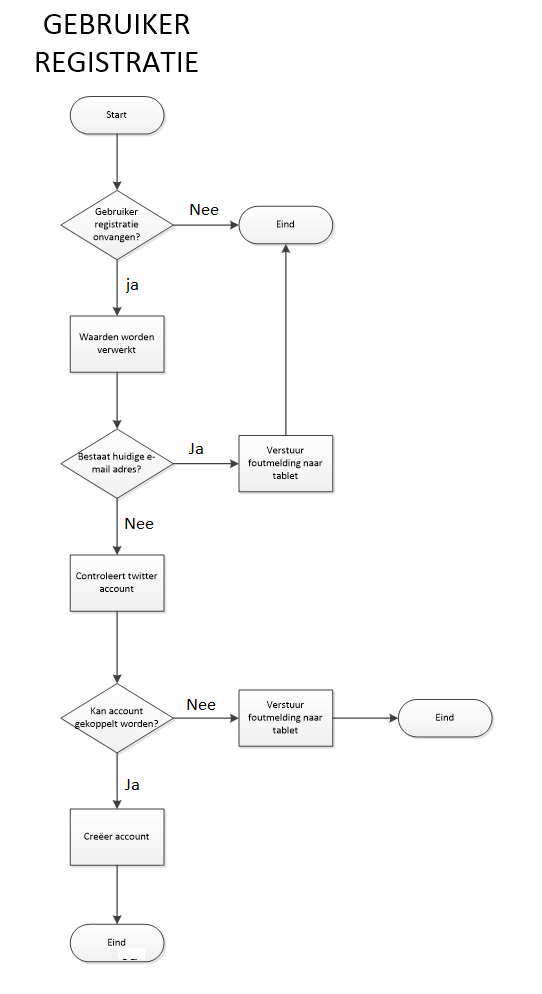 GEBRUIKER
REGISTRATIE
Start
Gebruiker
registratie
onvangen?
Nee
Eind
ja
Waarden worden
verwerkt
Bestaat huidige e-
mail adres?
Ja
Verstuur
foutmelding naar
tablet
Nee
Controleert twitter
account
Kan account
gekoppelt worden?
Nee
Verstuur
foutmelding naar
tablet
Eind
Ja
Creëer account
Eind